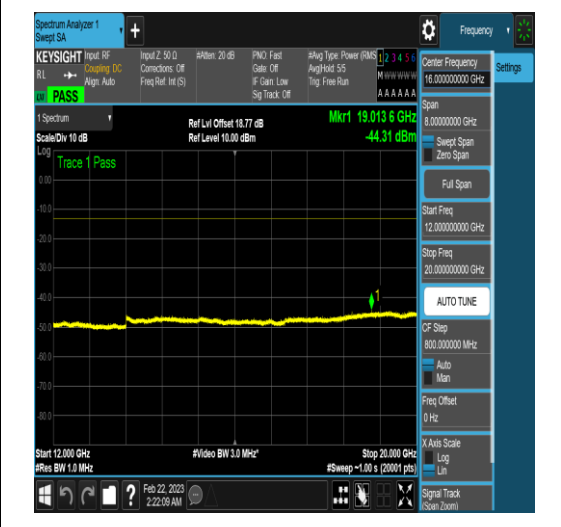 Spectrum Analyzer 1
Swept SA
+
Frequency
KEYSIGHT
RL
PASS
Input: RF
Coupling: DC
Align: Auto
Input Z: 50 Ω
Corrections: Off
Freq Ref: Int (S)
#Atten: 20 dB
PNO: Fast
Gate: Off
IF Gain: Low
Sig Track: Off
#Avg Type: Power (RMS
Avg|Hold: 5/5
Trig: Free Run
1 2 3 4 5 6
M W W W W W
A A A A A A
1 Spectrum
Scale/Div 10 dB
Ref Lvl Offset 18.77 dB
Ref Level 10.00 dBm
Mkr1 19.013 6 GHz
-44.31 dBm
Log
Trace 1 Pass
0.00
-10.0
-20.0
-30.0
-40.0
-50.0
-60.0
-70.0
-80.0
1
Start 12.000 GHz
#Res BW 1.0 MHz
#Video BW 3.0 MHz*
Stop 20.000 GHz
#Sweep ~1.00 s (20001 pts)
?
Feb 22, 2023
2:22:09 AM
Center Frequency
16.000000000 GHz
Span
8.00000000 GHz
Swept Span
Zero Span
Full Span
Start Freq
12.000000000 GHz
Stop Freq
20.000000000 GHz
AUTO TUNE
CF Step
800.000000 MHz
Auto
Man
Freq Offset
0 Hz
X Axis Scale
Log
Lin
Signal Track
(Span Zoom)
Settings